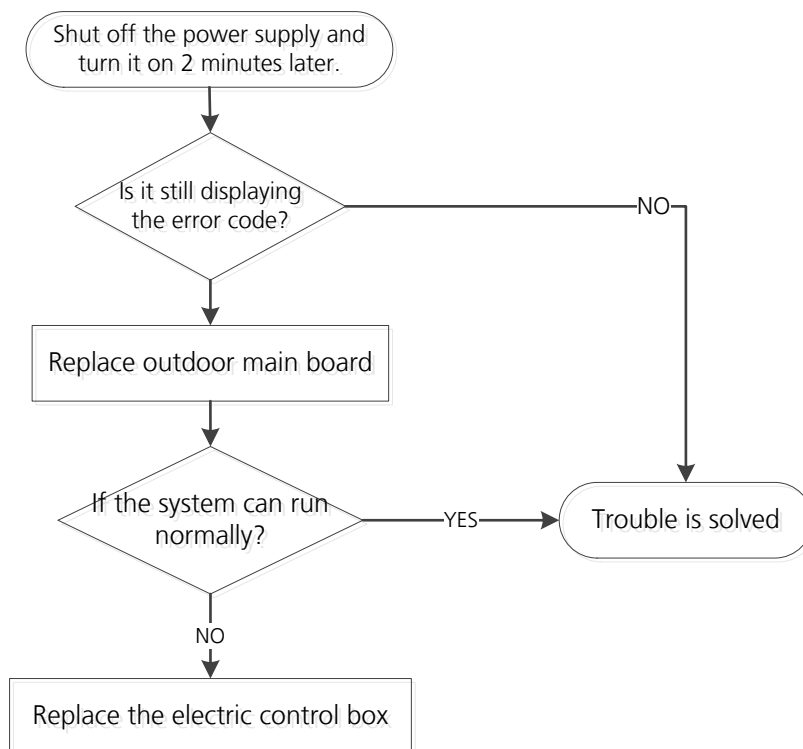 Shut off the power supply and
turn it on 2 minutes later.
Is it still displaying
the error code?
NO
Replace outdoor main board
If the system can run
normally?
YES
Trouble is solved
NO
Replace the electric control box